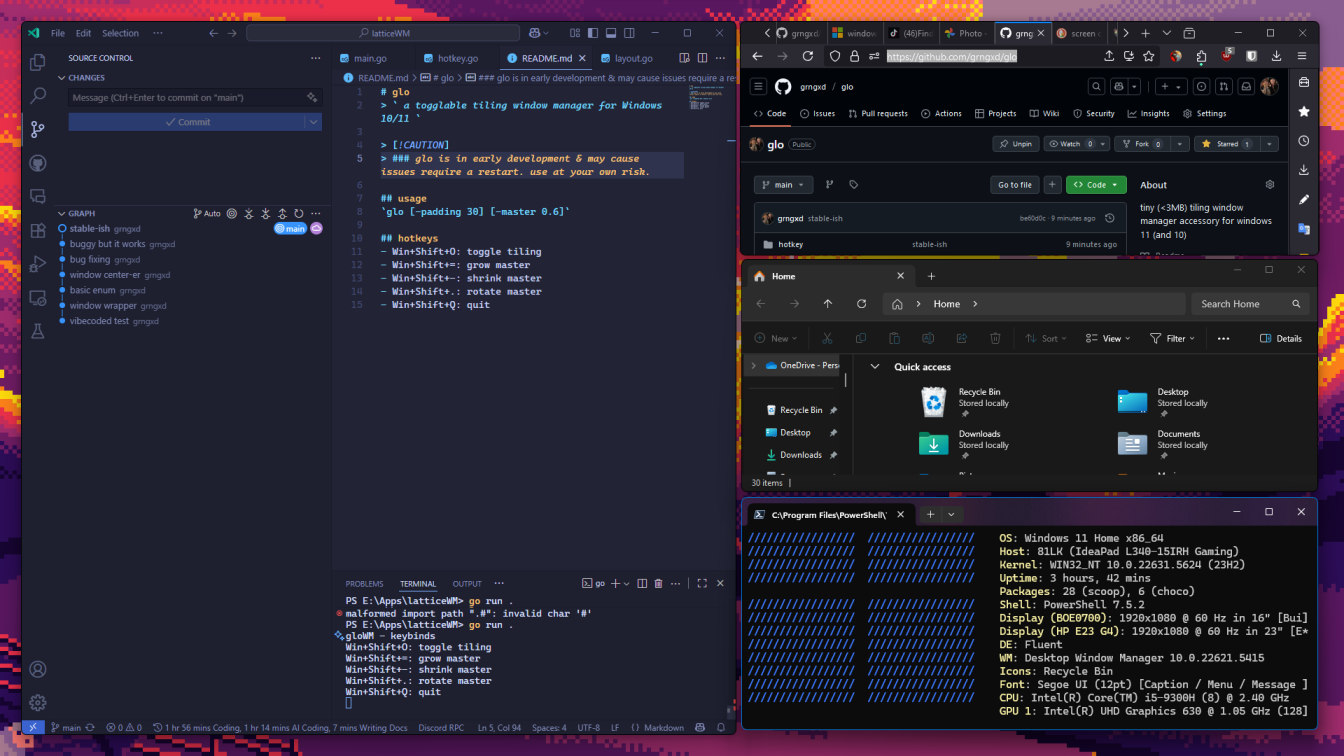 File Edit Selection ··· latticeWM
SOURCE CONTROL
CHANGES
Message (Ctrl+Enter to commit on "main")
Commit
GRAPH Auto
stable-ish grngxd main
buggy but it works grngxd
bug fixing grngxd
window center-er grngxd
basic enum grngxd
window wrapper grngxd
vibecoded test grngxd
main.go hotkey.go README.md layout.go
README.md > # glo > ### glo is in early development & may cause issues require a res
1 # glo
2 > ` a togglable tiling window manager for Windows
10/11 `
3
4 > [!CAUTION]
5 > ### glo is in early development & may cause
issues require a restart. use at your own risk.
6
7 ## usage
8 `glo [-padding 30] [-master 0.6]`
9
10 ## hotkeys
11 - Win+Shift+O: toggle tiling
12 - Win+Shift+=: grow master
13 - Win+Shift+-: shrink master
14 - Win+Shift+.: rotate master
15 - Win+Shift+Q: quit
PROBLEMS TERMINAL OUTPUT ··· go
PS E:\Apps\latticeWM> go run .
malformed import path ".#": invalid char '#'
PS E:\Apps\latticeWM> go run .
gloWM - keybinds
Win+Shift+O: toggle tiling
Win+Shift+=: grow master
Win+Shift+-: shrink master
Win+Shift+.: rotate master
Win+Shift+Q: quit
main 0 0 1 hr 56 mins Coding, 1 hr 14 mins AI Coding, 7 mins Writing Docs Discord RPC Ln 5, Col 94 Spaces: 4 UTF-8 LF {} Markdown
grngxd/ window (46)Find Photo - grng screen c
https://github.com/grngxd/glo
5
grngxd / glo
Code Issues Pull requests Actions Projects Wiki Security Insights Settings
glo Public Unpin Watch 0 Fork 0 Starred 1
main Go to file Code About
grngxd stable-ish be60d0c · 9 minutes ago
tiny (<3MB) tiling window
manager accessory for windows
11 (and 10)
hotkey stable-ish 9 minutes ago
Home
Home Search Home
New Sort View Filter ··· Details
OneDrive - Pers
Recycle Bin
Desktop
Downloads
Quick access
Recycle Bin
Stored locally
Desktop
Stored locally
Downloads
Stored locally
Documents
Stored locally
30 items
C:\Program Files\PowerShell\
OS: Windows 11 Home x86_64
Host: 81LK (IdeaPad L340-15IRH Gaming)
Kernel: WIN32_NT 10.0.22631.5624 (23H2)
Uptime: 3 hours, 42 mins
Packages: 28 (scoop), 6 (choco)
Shell: PowerShell 7.5.2
Display (BOE0700): 1920x1080 @ 60 Hz in 16" [Bui]
Display (HP E23 G4): 1920x1080 @ 60 Hz in 23" [E*
DE: Fluent
WM: Desktop Window Manager 10.0.22621.5415
Icons: Recycle Bin
Font: Segoe UI (12pt) [Caption / Menu / Message ]
CPU: Intel(R) Core(TM) i5-9300H (8) @ 2.40 GHz
GPU 1: Intel(R) UHD Graphics 630 @ 1.05 GHz (128]